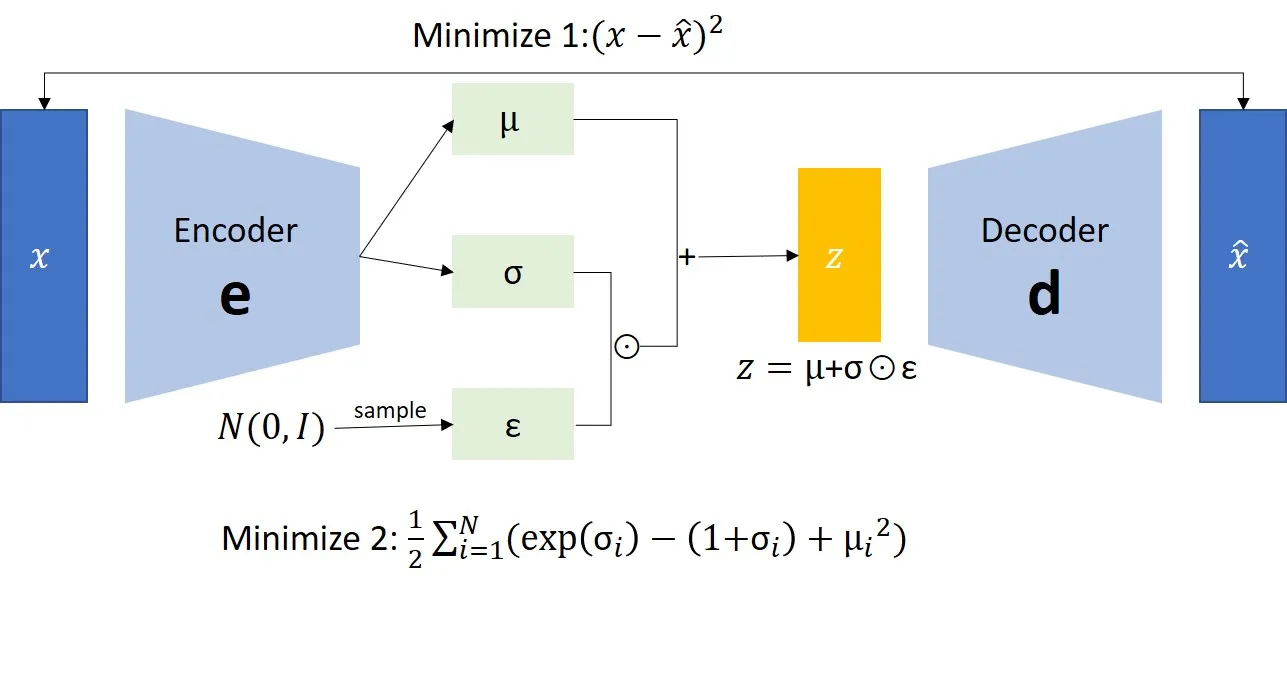 Minimize 1:(x − x̂)²
μ
Encoder
e
x
σ
+
z
Decoder
d
x̂
⊙
z = μ+σ⊙ε
N(0, I)
sample
ε
Minimize 2: ½ ∑ᵢ₌₁ᴺ(exp(σᵢ) − (1+σᵢ) + μᵢ²)